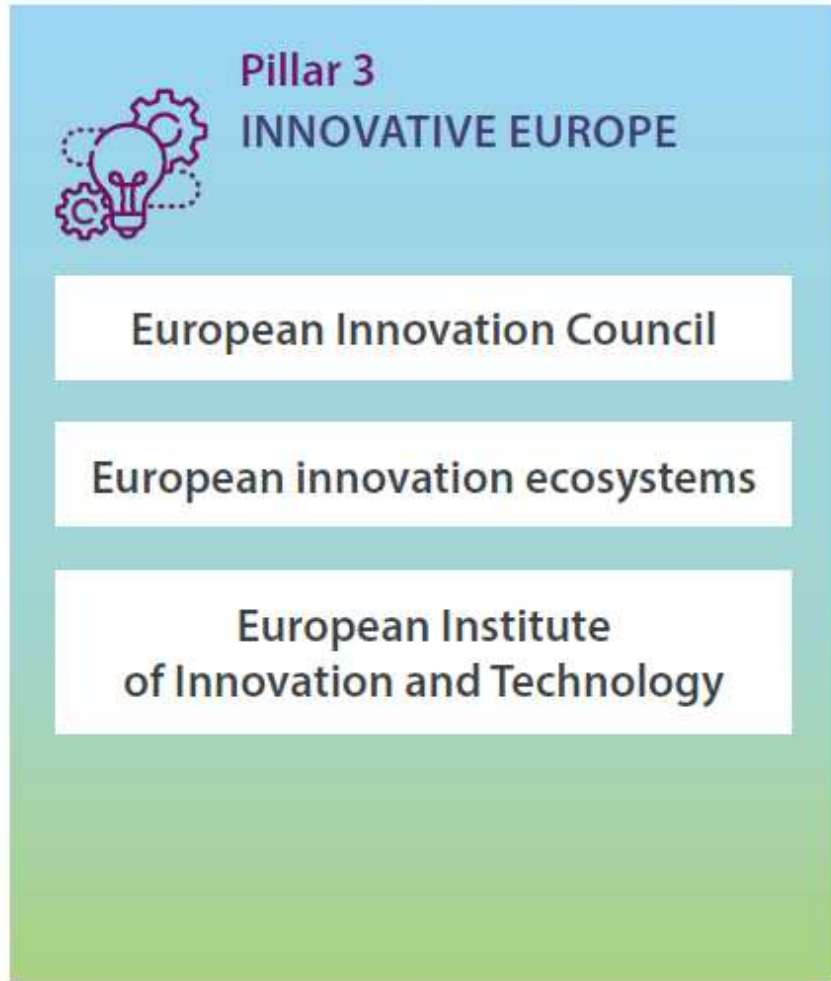 Pillar 3
INNOVATIVE EUROPE
European Innovation Council
European innovation ecosystems
European Institute
of Innovation and Technology